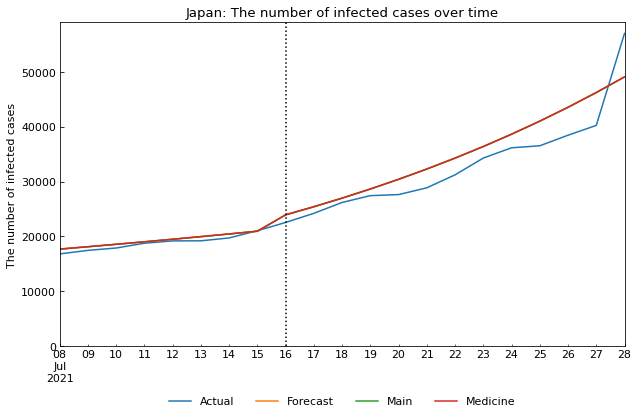 Japan: The number of infected cases over time
The number of infected cases
50000
40000
30000
20000
10000
0
08 09 10 11 12 13 14 15 16 17 18 19 20 21 22 23 24 25 26 27 28
Jul
2021
Actual Forecast Main Medicine